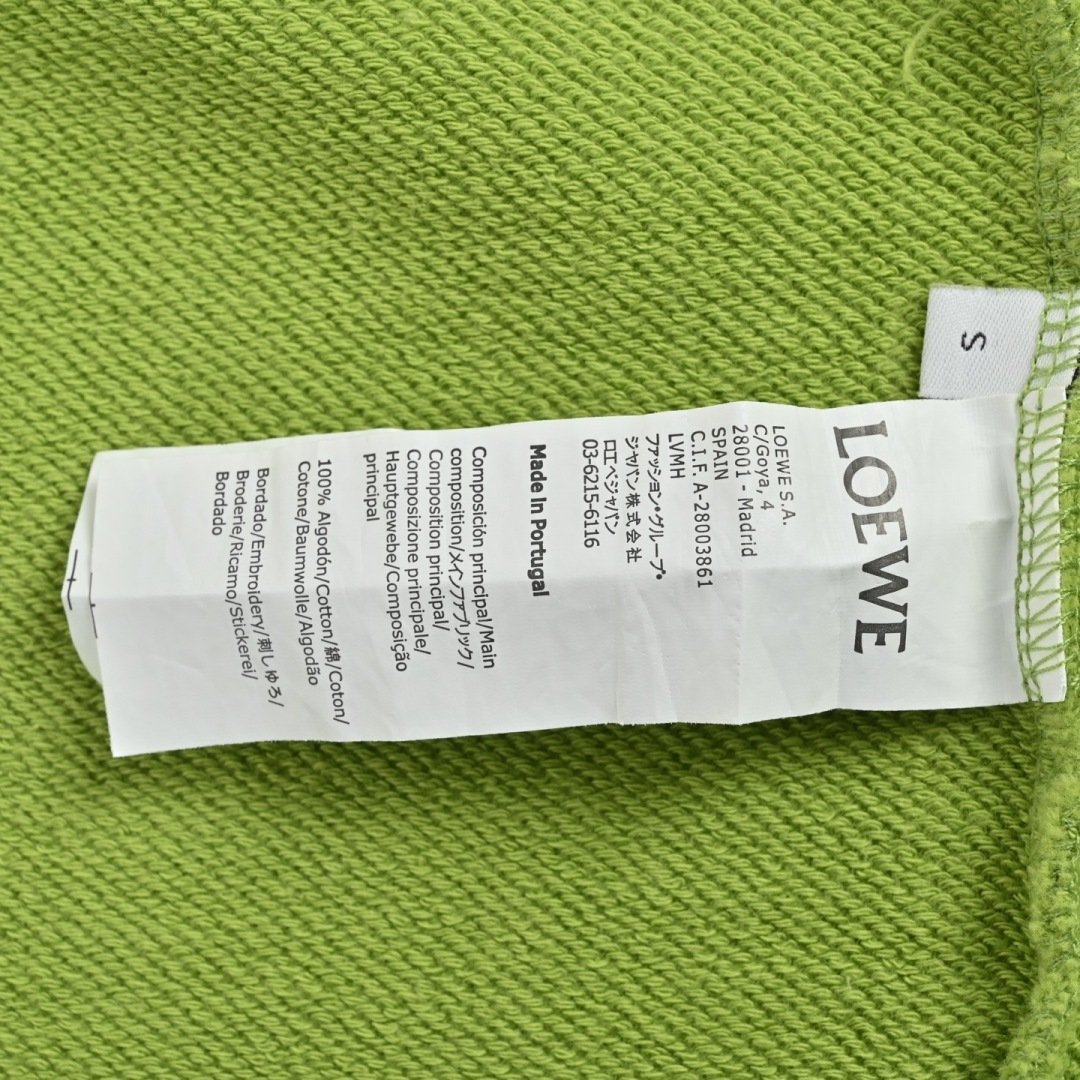 S
LOEWE
LOEWE S.A.
C/Goya, 4
28001 - Madrid
SPAIN
C.I.F. A-28003861
LVMH
ファッション・グループ・
ジャパン株式会社
ロエベジャパン
03-6215-6116
Made In Portugal
Composición principal/Main
composition/メインファブリック/
Composition principal/
Composizione principale/
Hauptgewebe/Composição
principal
100% Algodón/Cotton/綿/Coton/
Cotone/Baumwolle/Algodão
Bordado/Embroidery/刺しゅろ/
Broderie/Ricamo/Stickerei/
Bordado